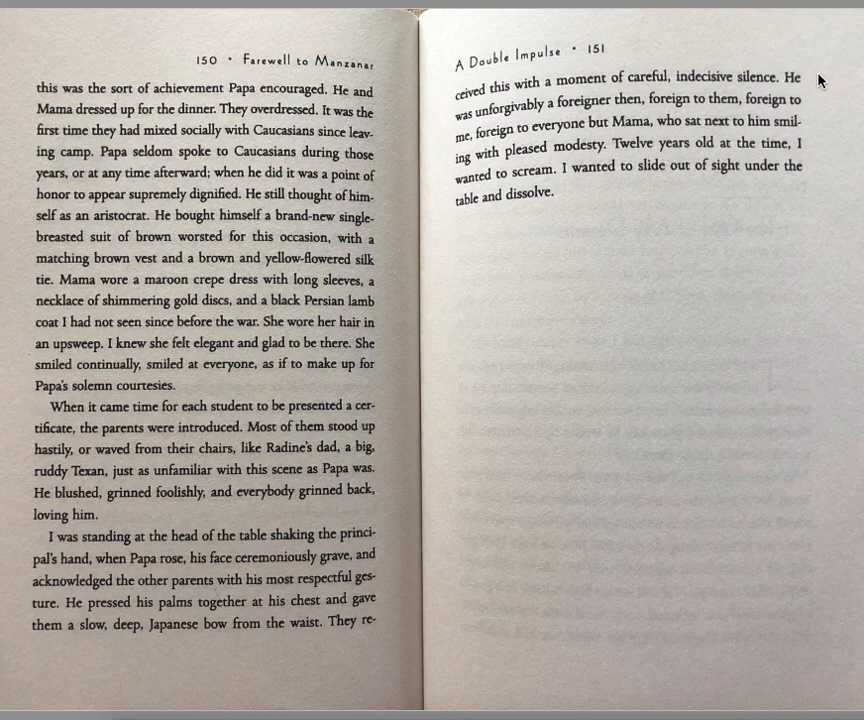 150 · Farewell to Manzanar
this was the sort of achievement Papa encouraged. He and
Mama dressed up for the dinner. They overdressed. It was the
first time they had mixed socially with Caucasians since leav-
ing camp. Papa seldom spoke to Caucasians during those
years, or at any time afterward; when he did it was a point of
honor to appear supremely dignified. He still thought of him-
self as an aristocrat. He bought himself a brand-new single-
breasted suit of brown worsted for this occasion, with a
matching brown vest and a brown and yellow-flowered silk
tie. Mama wore a maroon crepe dress with long sleeves, a
necklace of shimmering gold discs, and a black Persian lamb
coat I had not seen since before the war. She wore her hair in
an upsweep. I knew she felt elegant and glad to be there. She
smiled continually, smiled at everyone, as if to make up for
Papa's solemn courtesies.
When it came time for each student to be presented a cer-
tificate, the parents were introduced. Most of them stood up
hastily, or waved from their chairs, like Radine's dad, a big,
ruddy Texan, just as unfamiliar with this scene as Papa was.
He blushed, grinned foolishly, and everybody grinned back,
loving him.
I was standing at the head of the table shaking the princi-
pal's hand, when Papa rose, his face ceremoniously grave, and
acknowledged the other parents with his most respectful ges-
ture. He pressed his palms together at his chest and gave
them a slow, deep, Japanese bow from the waist. They re-
A Double Impulse · 151
ceived this with a moment of careful, indecisive silence. He
was unforgivably a foreigner then, foreign to them, foreign to
me, foreign to everyone but Mama, who sat next to him smil-
ing with pleased modesty. Twelve years old at the time, I
wanted to scream. I wanted to slide out of sight under the
table and dissolve.